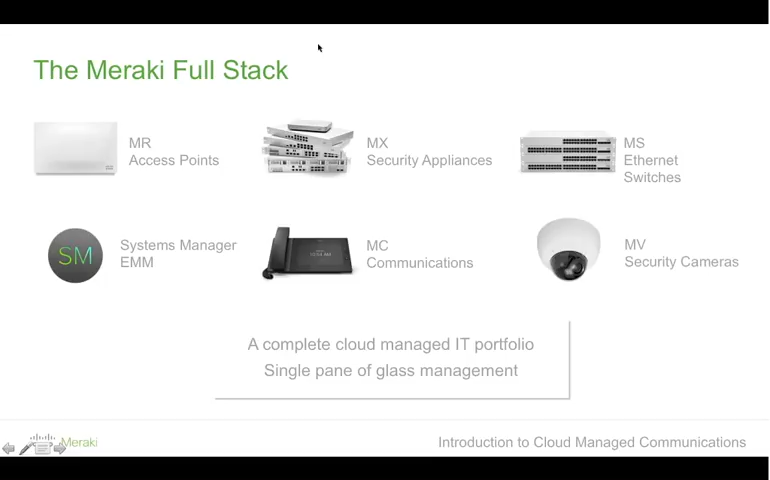 The Meraki Full Stack
MR
Access Points
MX
Security Appliances
MS
Ethernet
Switches
SM
Systems Manager
EMM
MC
Communications
MV
Security Cameras
A complete cloud managed IT portfolio
Single pane of glass management
Meraki
Introduction to Cloud Managed Communications